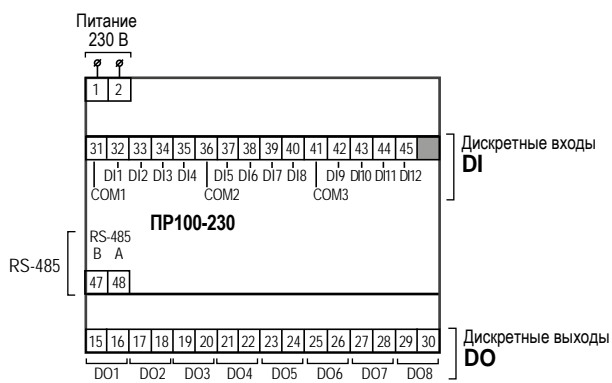 Питание
230 В
1 2
31 32 33 34 35 36 37 38 39 40 41 42 43 44 45
Дискретные входы
DI
DI1 DI2 DI3 DI4 DI5 DI6 DI7 DI8 DI9 DI10 DI11 DI12
COM1 COM2 COM3
ПР100-230
RS-485
B A
RS-485
47 48
15 16 17 18 19 20 21 22 23 24 25 26 27 28 29 30
Дискретные выходы
DO
DO1 DO2 DO3 DO4 DO5 DO6 DO7 DO8